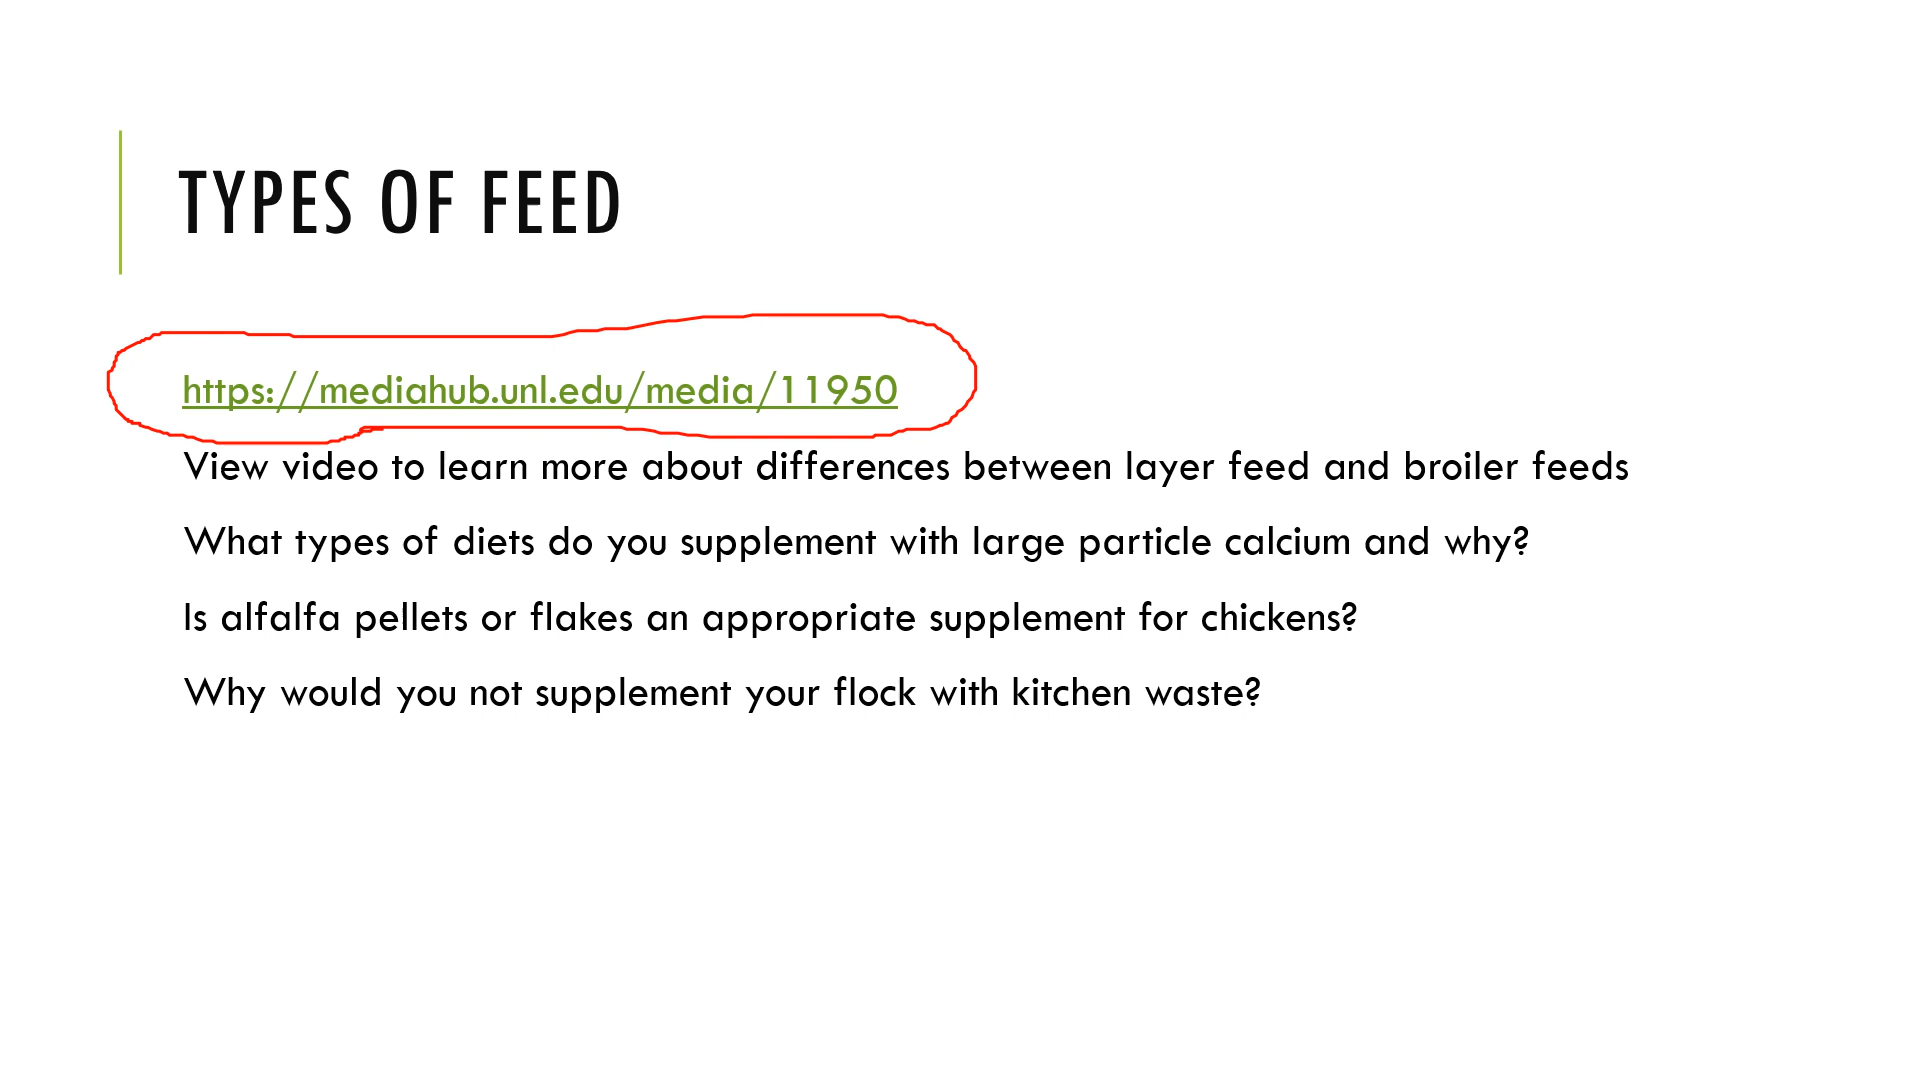 TYPES OF FEED
https://mediahub.unl.edu/media/11950
View video to learn more about differences between layer feed and broiler feeds
What types of diets do you supplement with large particle calcium and why?
Is alfalfa pellets or flakes an appropriate supplement for chickens?
Why would you not supplement your flock with kitchen waste?